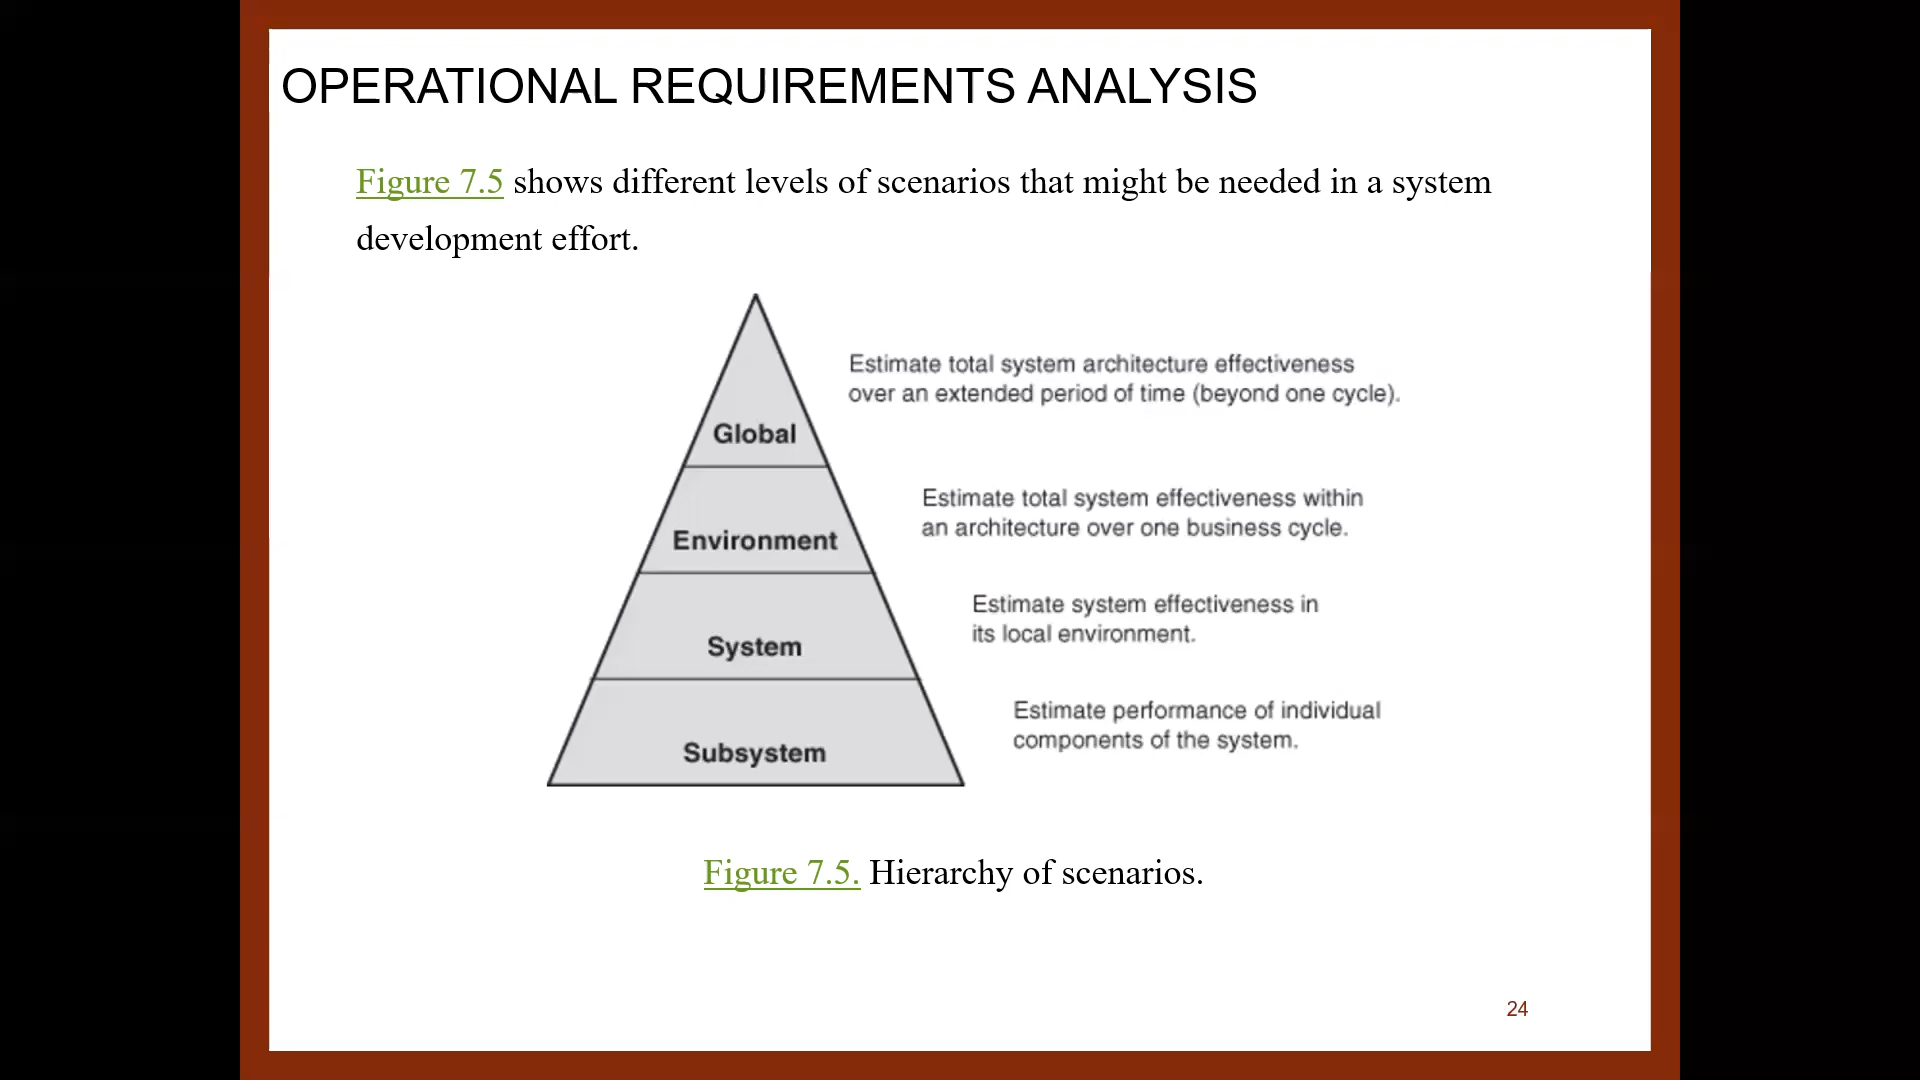 OPERATIONAL REQUIREMENTS ANALYSIS
Figure 7.5 shows different levels of scenarios that might be needed in a system
development effort.
Estimate total system architecture effectiveness
over an extended period of time (beyond one cycle).
Global
Estimate total system effectiveness within
an architecture over one business cycle.
Environment
Estimate system effectiveness in
its local environment.
System
Estimate performance of individual
components of the system.
Subsystem
Figure 7.5. Hierarchy of scenarios.
24